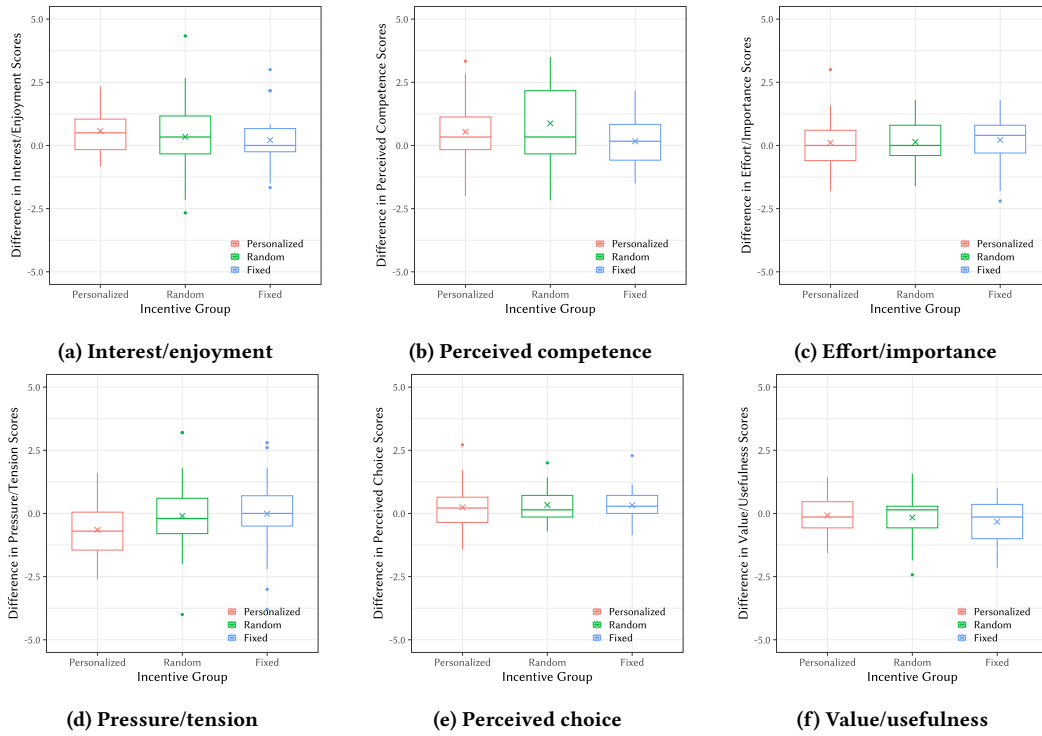 Difference in Interest/Enjoyment Scores
5.0
2.5
0.0
-2.5
-5.0
Personalized
Random
Fixed
Personalized Random Fixed
Incentive Group
(a) Interest/enjoyment
Difference in Perceived Competence Scores
5.0
2.5
0.0
-2.5
-5.0
Personalized
Random
Fixed
Personalized Random Fixed
Incentive Group
(b) Perceived competence
Difference in Effort/Importance Scores
5.0
2.5
0.0
-2.5
-5.0
Personalized
Random
Fixed
Personalized Random Fixed
Incentive Group
(c) Effort/importance
Difference in Pressure/Tension Scores
5.0
2.5
0.0
-2.5
-5.0
Personalized
Random
Fixed
Personalized Random Fixed
Incentive Group
(d) Pressure/tension
Difference in Perceived Choice Scores
5.0
2.5
0.0
-2.5
-5.0
Personalized
Random
Fixed
Personalized Random Fixed
Incentive Group
(e) Perceived choice
Difference in Value/Usefulness Scores
5.0
2.5
0.0
-2.5
-5.0
Personalized
Random
Fixed
Personalized Random Fixed
Incentive Group
(f) Value/usefulness